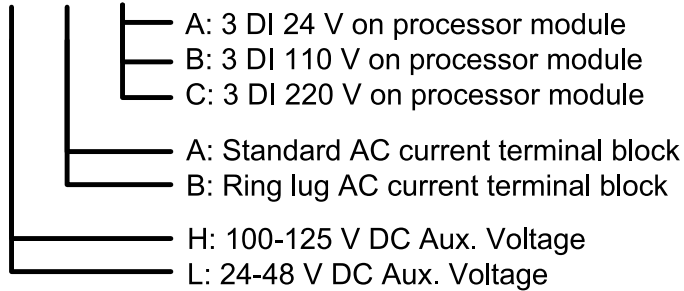 A: 3 DI 24 V on processor module
B: 3 DI 110 V on processor module
C: 3 DI 220 V on processor module
A: Standard AC current terminal block
B: Ring lug AC current terminal block
H: 100-125 V DC Aux. Voltage
L: 24-48 V DC Aux. Voltage